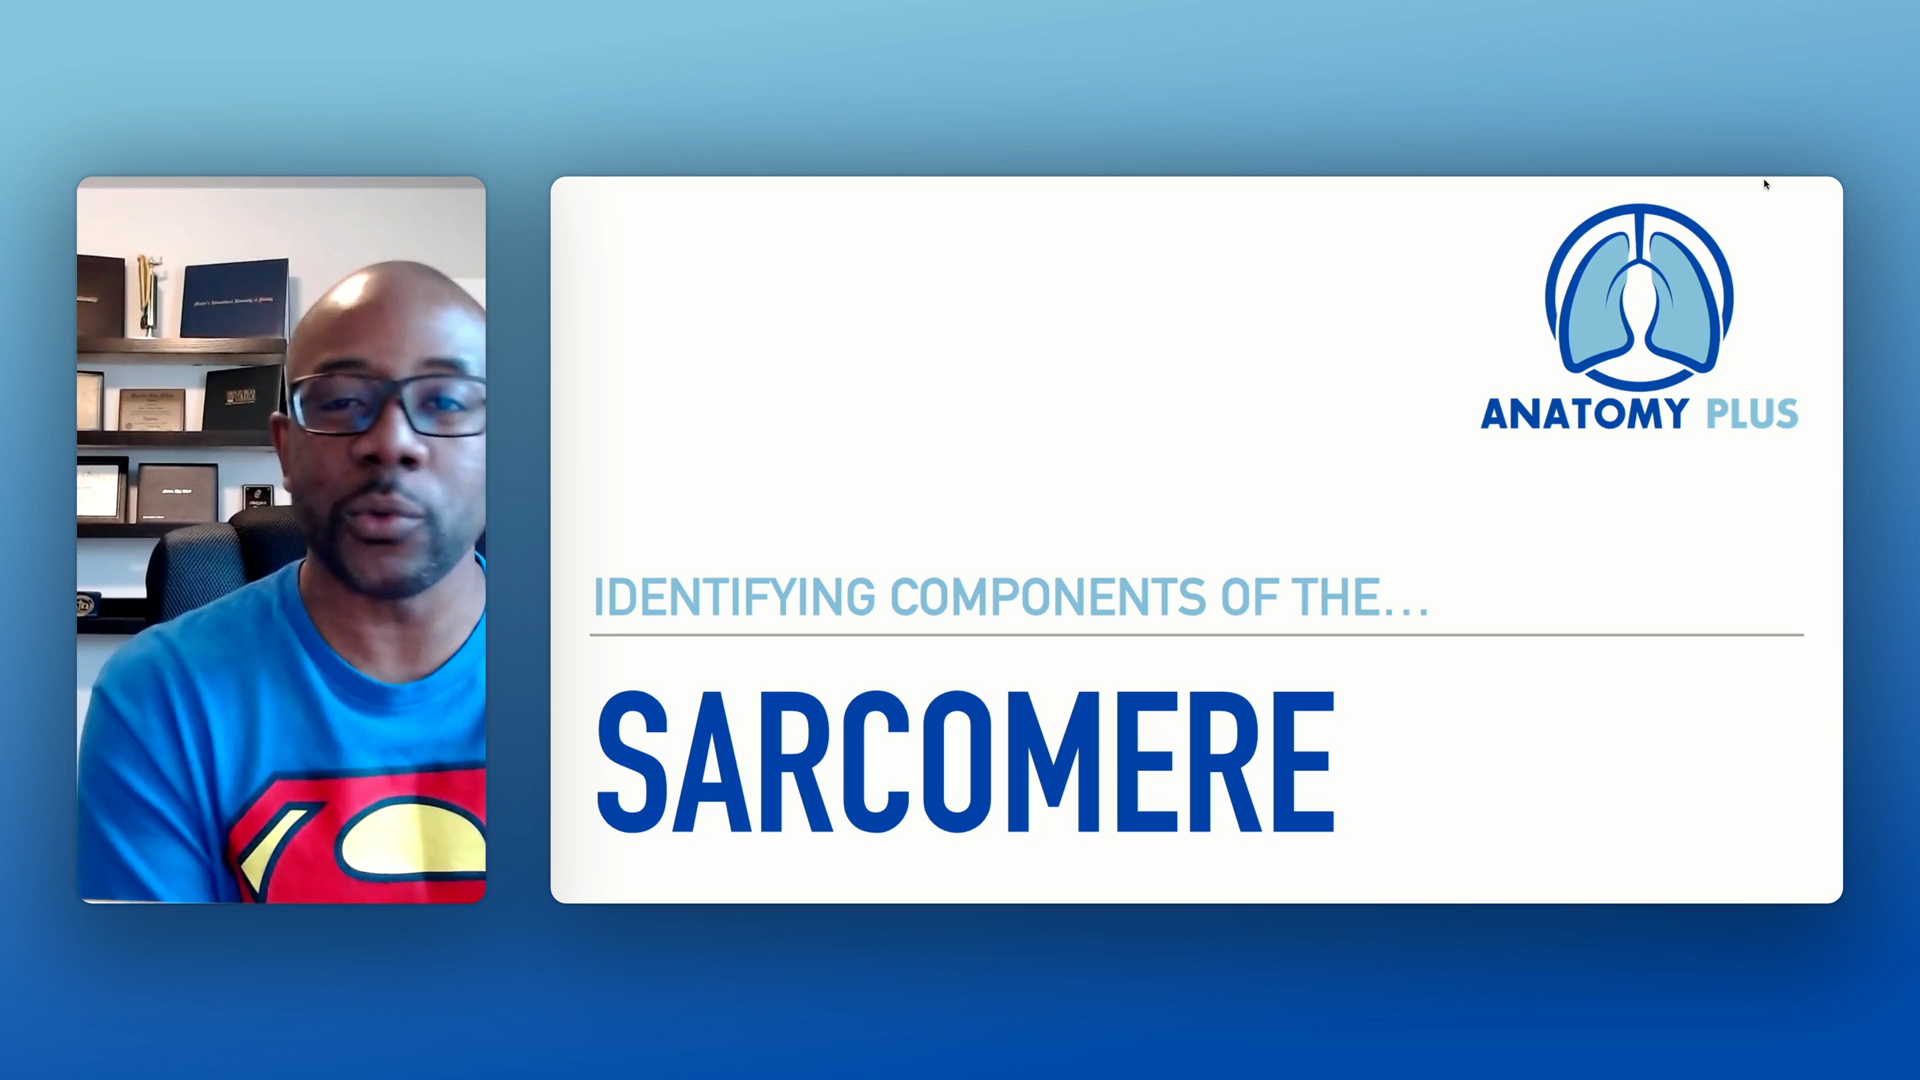 ANATOMY PLUS
IDENTIFYING COMPONENTS OF THE...
SARCOMERE